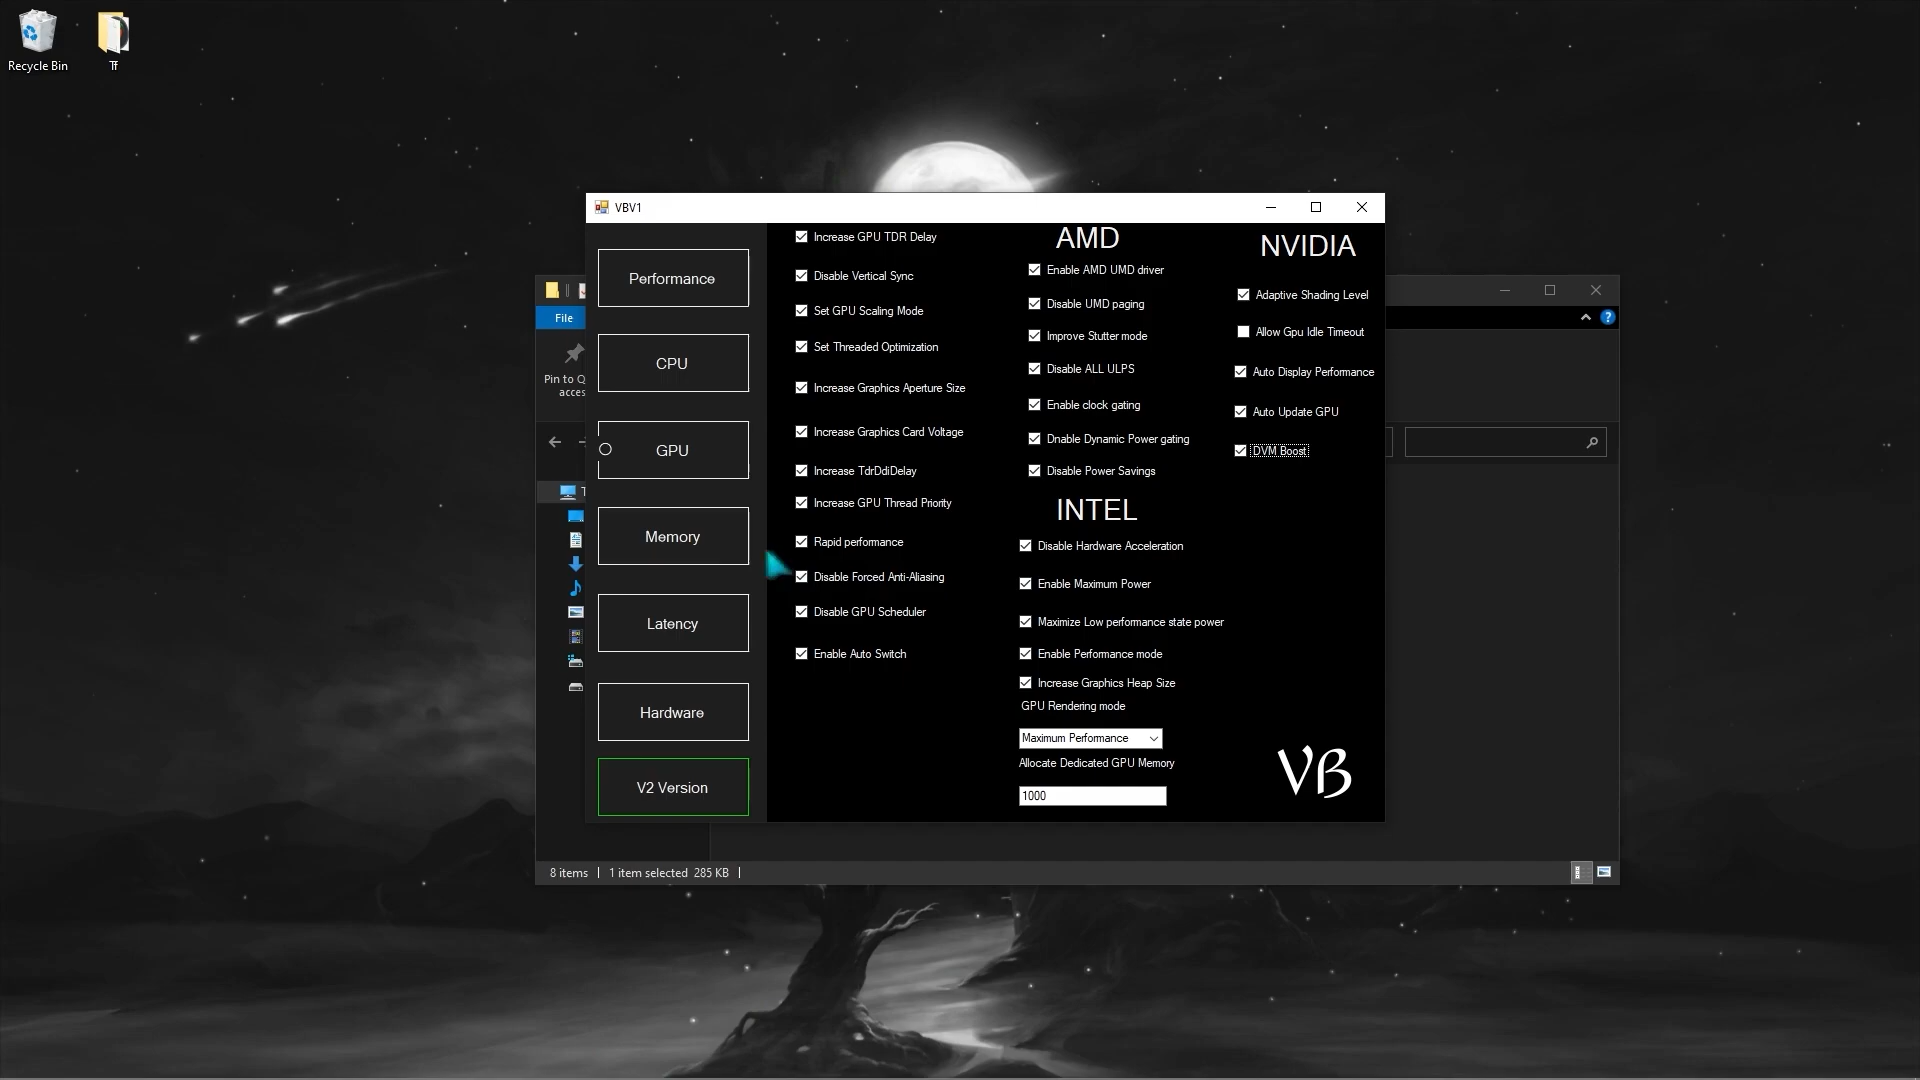 Recycle Bin
Tf
VBV1
Performance
CPU
GPU
Memory
Latency
Hardware
V2 Version
Increase GPU TDR Delay
Disable Vertical Sync
Set GPU Scaling Mode
Set Threaded Optimization
Increase Graphics Aperture Size
Increase Graphics Card Voltage
Increase TdrDdiDelay
Increase GPU Thread Priority
Rapid performance
Disable Forced Anti-Aliasing
Disable GPU Scheduler
Enable Auto Switch
AMD
Enable AMD UMD driver
Disable UMD paging
Improve Stutter mode
Disable ALL ULPS
Enable clock gating
Dnable Dynamic Power gating
Disable Power Savings
INTEL
Disable Hardware Acceleration
Enable Maximum Power
Maximize Low performance state power
Enable Performance mode
Increase Graphics Heap Size
GPU Rendering mode
Maximum Performance
Allocate Dedicated GPU Memory
1000
NVIDIA
Adaptive Shading Level
Allow Gpu Idle Timeout
Auto Display Performance
Auto Update GPU
DVM Boost
VB
File
Pin to Q
acces
8 items
1 item selected 285 KB